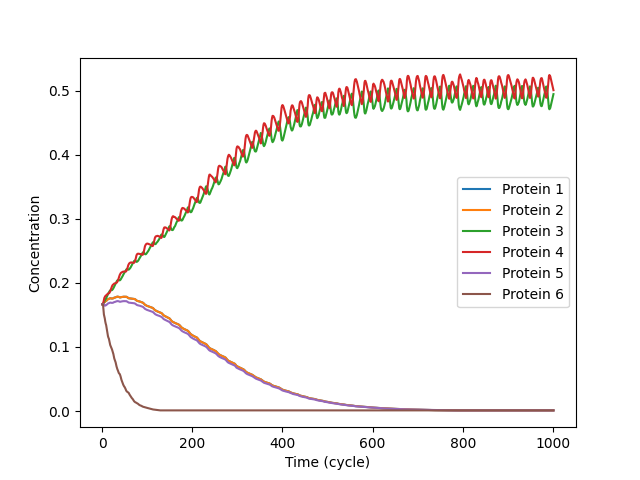 0.5
0.4
0.3
0.2
0.1
0.0
Concentration
Protein 1
Protein 2
Protein 3
Protein 4
Protein 5
Protein 6
0 200 400 600 800 1000
Time (cycle)